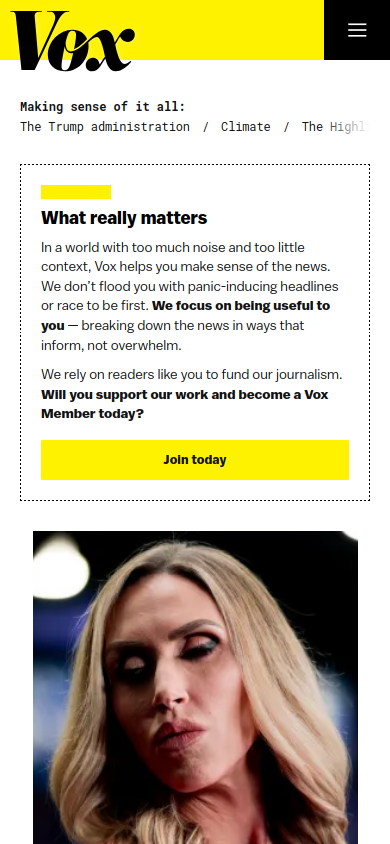 Vox
Making sense of it all:
The Trump administration / Climate / The Highl
What really matters
In a world with too much noise and too little
context, Vox helps you make sense of the news.
We don't flood you with panic-inducing headlines
or race to be first. We focus on being useful to
you — breaking down the news in ways that
inform, not overwhelm.
We rely on readers like you to fund our journalism.
Will you support our work and become a Vox
Member today?
Join today